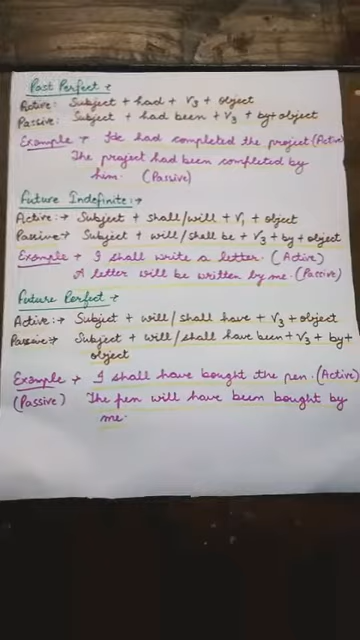 Past Perfect :
Active: Subject + had + V3 + object
Passive: Subject + had been + V3 + by+object
Example → He had completed the project (Active)
The project had been completed by
him. (Passive)
Future Indefinite :→
Active :→ Subject + shall/will + V1 + object
Passive → Subject + will/shall be + V3 + by + object
Example → I shall write a letter. (Active)
A letter will be written by me. (Passive)
Future Perfect →
Active :→ Subject + will/shall have + V3 + object
Passive → Subject + will/shall have been + V3 + by+
object
Example → I shall have bought the pen. (Active)
(Passive) The pen will have been bought by
me.